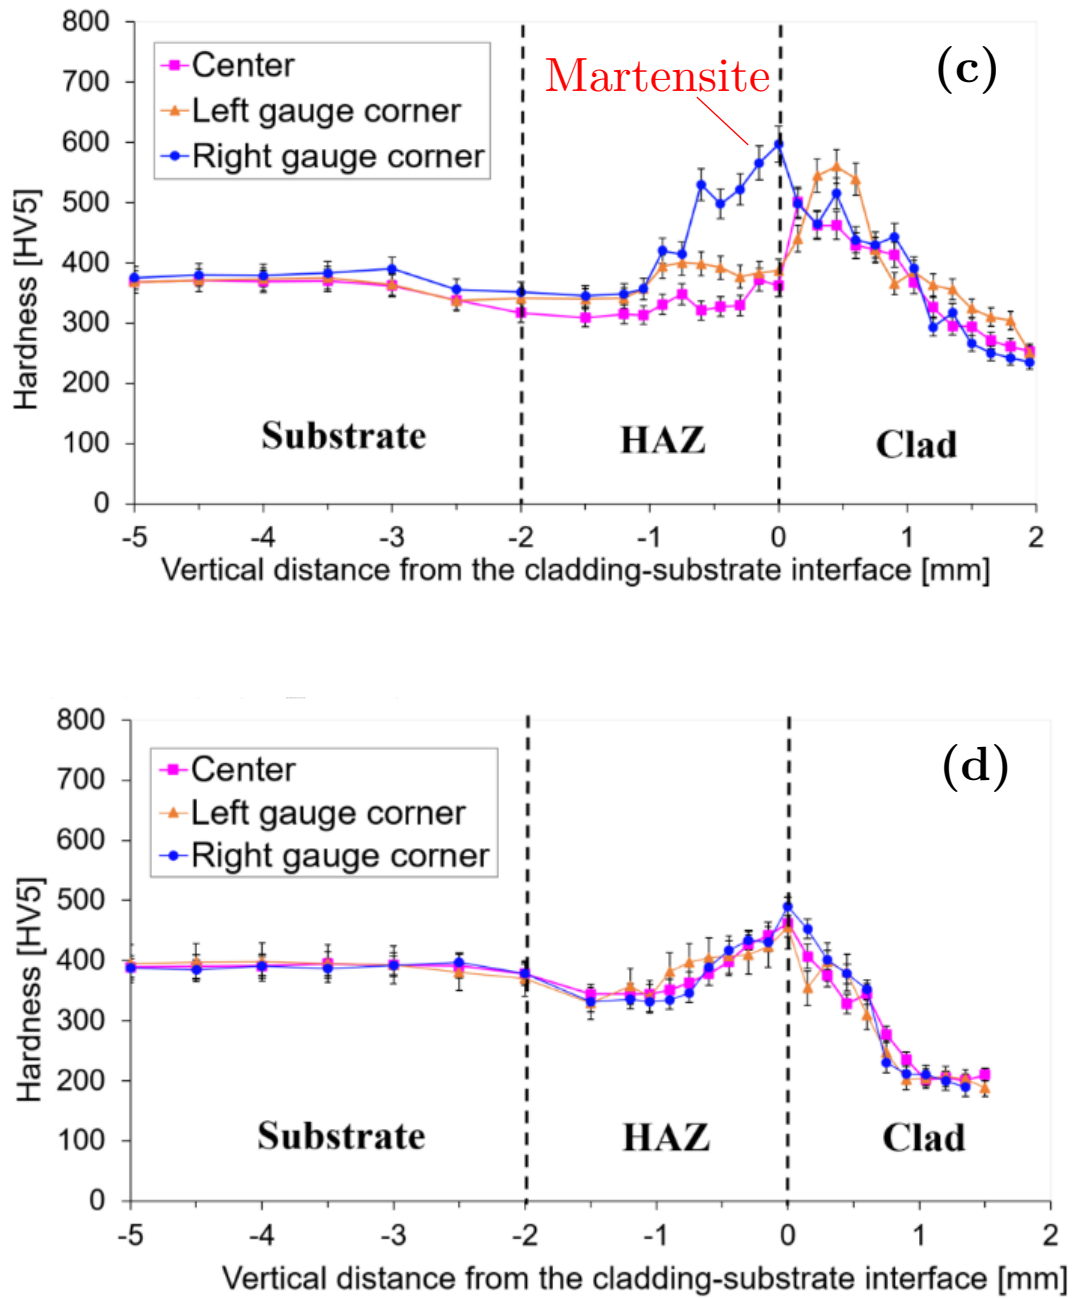 800
700
600
500
400
300
200
100
0
Hardness [HV5]
Center
Left gauge corner
Right gauge corner
Martensite
(c)
Substrate
HAZ
Clad
-5 -4 -3 -2 -1 0 1 2
Vertical distance from the cladding-substrate interface [mm]
800
700
600
500
400
300
200
100
0
Hardness [HV5]
Center
Left gauge corner
Right gauge corner
(d)
Substrate
HAZ
Clad
-5 -4 -3 -2 -1 0 1 2
Vertical distance from the cladding-substrate interface [mm]